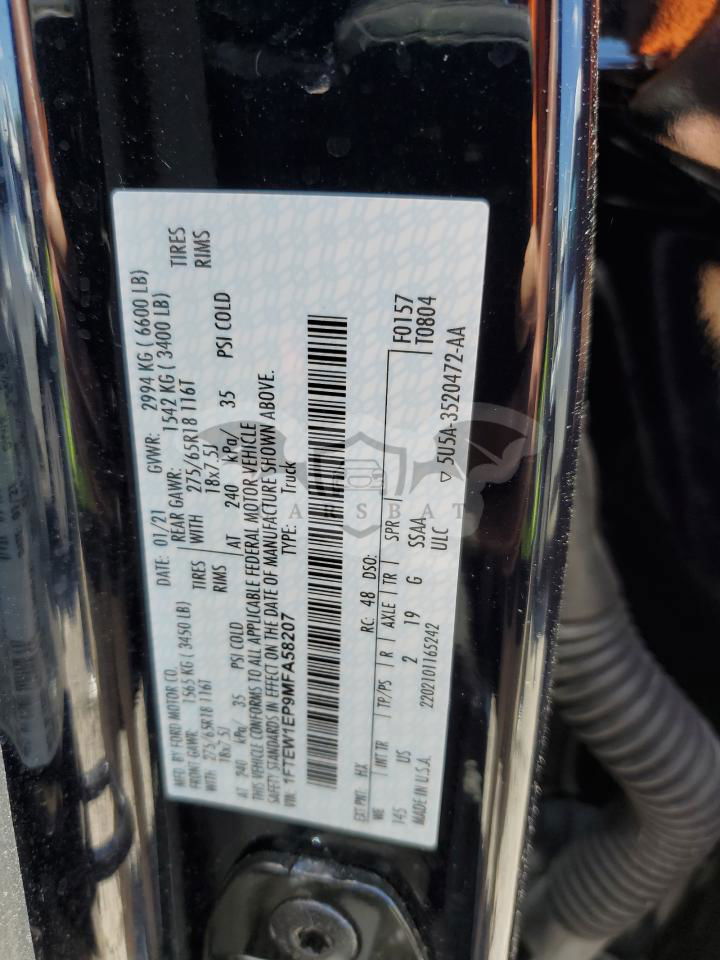 MFD. BY FORD MOTOR CO.
DATE: 01/21 GVWR: 2994 KG ( 6600 LB)
FRONT GAWR: 1565 KG ( 3450 LB) REAR GAWR: 1542 KG ( 3400 LB)
WITH 275/65R18 116T TIRES WITH 275/65R18 116T TIRES
18x7.5J RIMS 18x7.5J RIMS
AT 240 kPa/ 35 PSI COLD AT 240 kPa/ 35 PSI COLD
THIS VEHICLE CONFORMS TO ALL APPLICABLE FEDERAL MOTOR VEHICLE
SAFETY STANDARDS IN EFFECT ON THE DATE OF MANUFACTURE SHOWN ABOVE.
VIN: 1FTEW1EP9MFA58207 TYPE: Truck
EXT PNT: HX RC: 48 DSO: F0157
T0804
WB INT TR TP/PS R AXLE TR SPR
145 US 2 19 G SSAA
MADE IN U.S.A. 2202101165242 ULC ▽ 5U5A-3520472-AA
ARSBAT